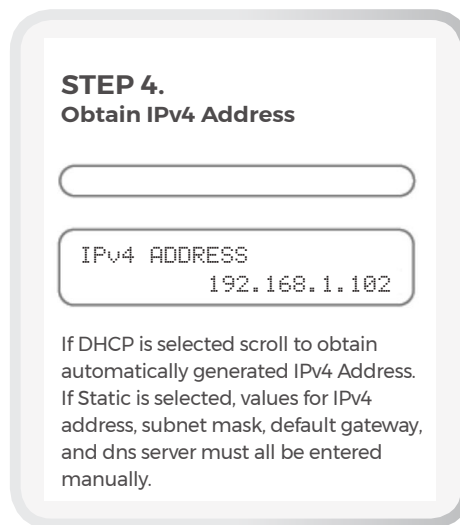 STEP 4.
Obtain IPv4 Address
IPv4 ADDRESS
192.168.1.102
If DHCP is selected scroll to obtain
automatically generated IPv4 Address.
If Static is selected, values for IPv4
address, subnet mask, default gateway,
and dns server must all be entered
manually.